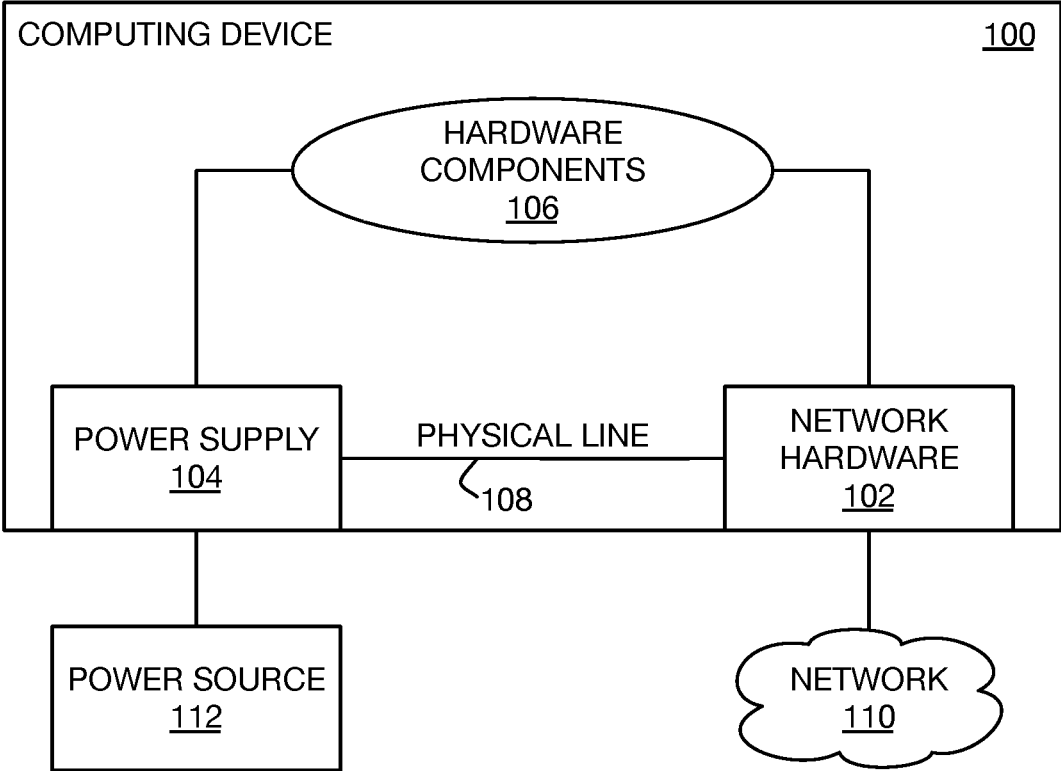 COMPUTING DEVICE 100
HARDWARE
COMPONENTS
106
POWER SUPPLY
104
PHYSICAL LINE
108
NETWORK
HARDWARE
102
POWER SOURCE
112
NETWORK
110